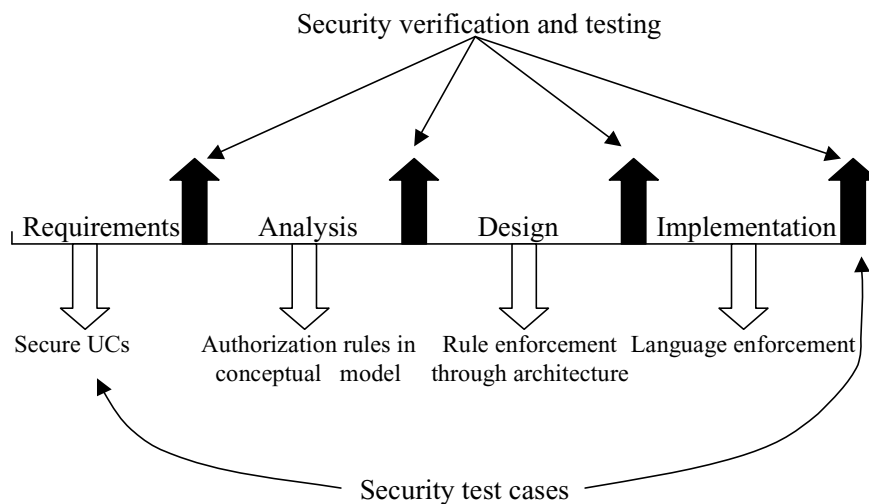 Security verification and testing
Requirements
Analysis
Design
Implementation
Secure UCs
Authorization rules in
conceptual model
Rule enforcement
through architecture
Language enforcement
Security test cases